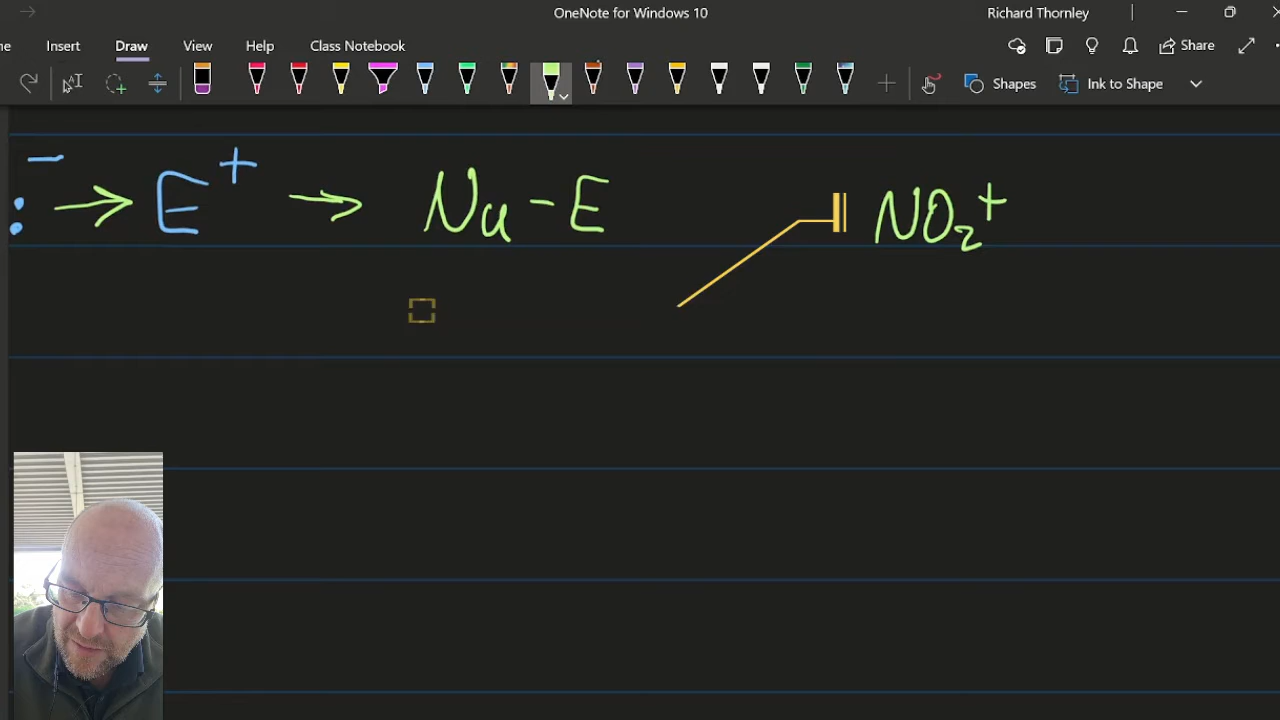 OneNote for Windows 10
Richard Thornley
Insert Draw View Help Class Notebook
Share
Shapes
Ink to Shape
:⁻ → E⁺ → Nu - E
NO₂⁺